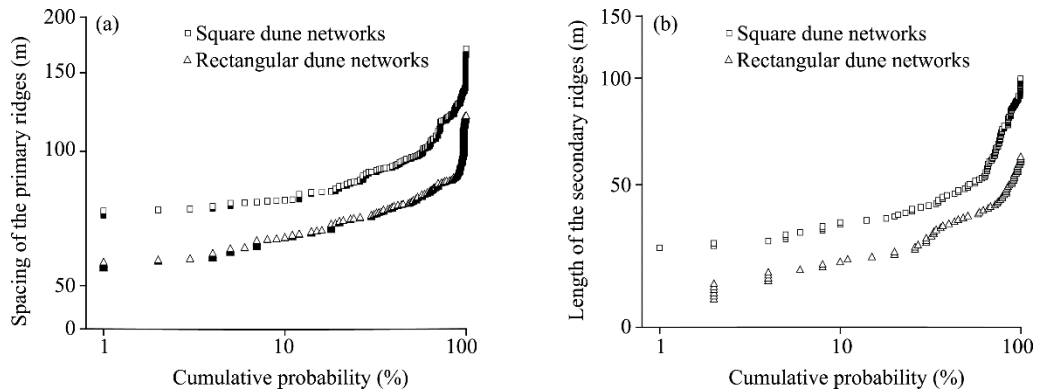 (a)
Spacing of the primary ridges (m)
200
150
100
50
0
□ Square dune networks
△ Rectangular dune networks
1
10
100
Cumulative probability (%)
(b)
Length of the secondary ridges (m)
150
100
50
0
□ Square dune networks
△ Rectangular dune networks
1
10
100
Cumulative probability (%)